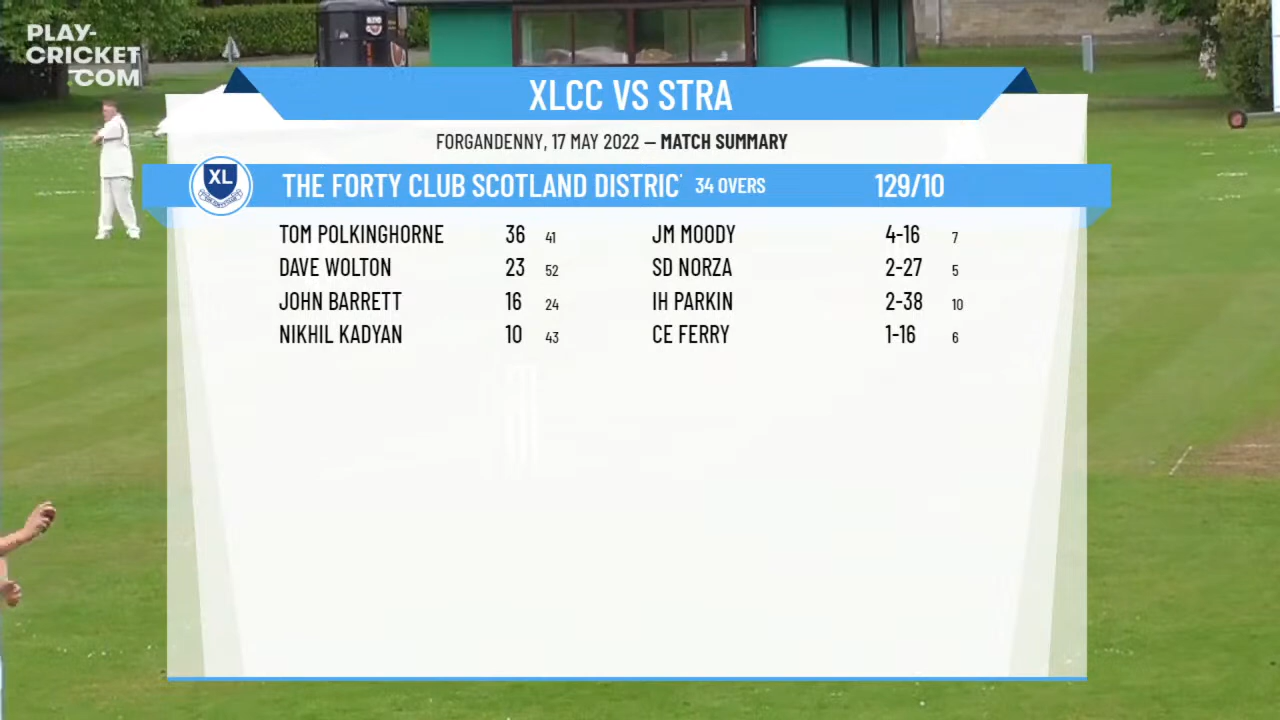 PLAY-
CRICKET
.COM
XLCC VS STRA
FORGANDENNY, 17 MAY 2022 – MATCH SUMMARY
XL THE FORTY CLUB SCOTLAND DISTRIC 34 OVERS 129/10
TOM POLKINGHORNE 36 41 JM MOODY 4-16 7
DAVE WOLTON 23 52 SD NORZA 2-27 5
JOHN BARRETT 16 24 IH PARKIN 2-38 10
NIKHIL KADYAN 10 43 CE FERRY 1-16 6